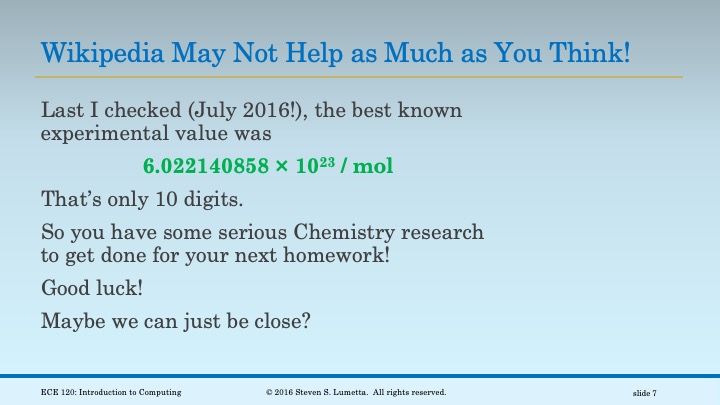 Wikipedia May Not Help as Much as You Think!
Last I checked (July 2016!), the best known
experimental value was
6.022140858 × 10²³ / mol
That’s only 10 digits.
So you have some serious Chemistry research
to get done for your next homework!
Good luck!
Maybe we can just be close?
ECE 120: Introduction to Computing
© 2016 Steven S. Lumetta.  All rights reserved.
slide 7